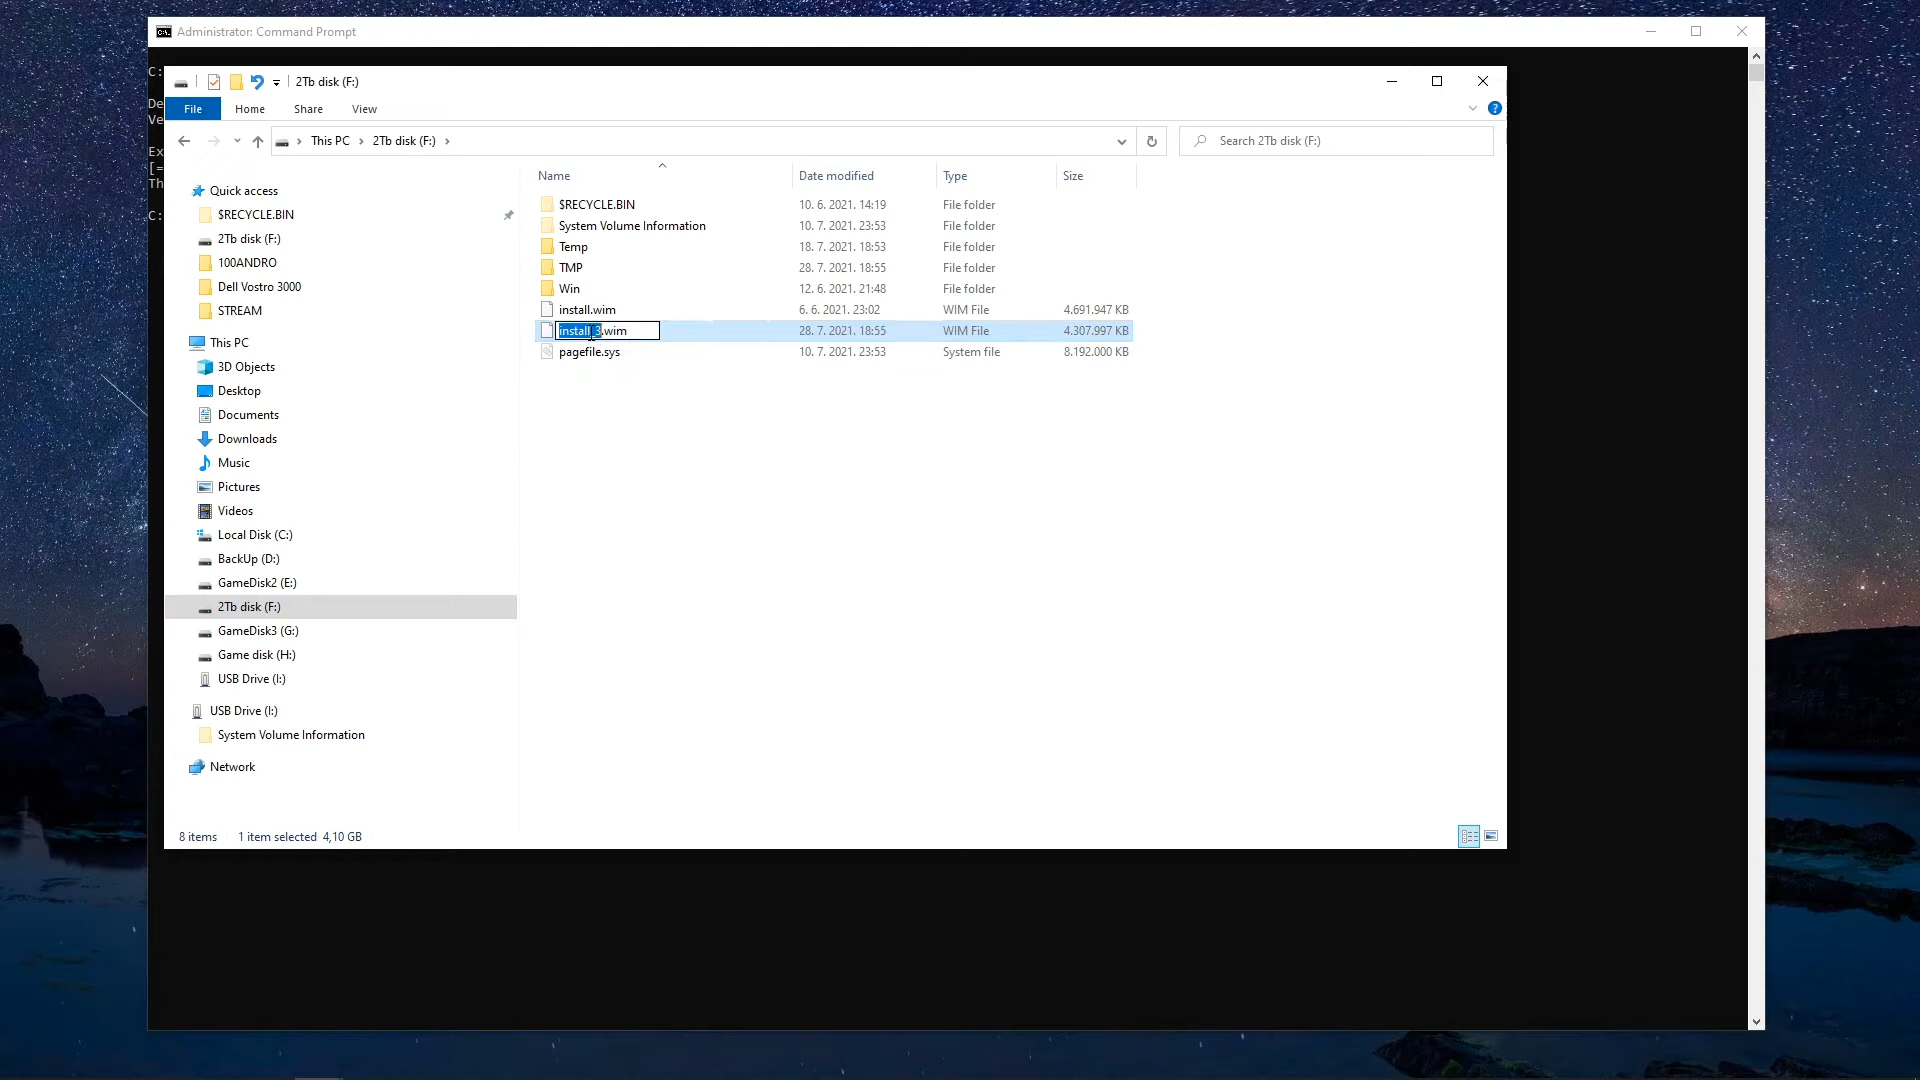 Administrator: Command Prompt
C:
De
Ve
Ex
[=
Th
C:
2Tb disk (F:)
File Home Share View
This PC 2Tb disk (F:)
Search 2Tb disk (F:)
Quick access
$RECYCLE.BIN
2Tb disk (F:)
100ANDRO
Dell Vostro 3000
STREAM
This PC
3D Objects
Desktop
Documents
Downloads
Music
Pictures
Videos
Local Disk (C:)
BackUp (D:)
GameDisk2 (E:)
2Tb disk (F:)
GameDisk3 (G:)
Game disk (H:)
USB Drive (I:)
USB Drive (I:)
System Volume Information
Network
Name Date modified Type Size
$RECYCLE.BIN 10. 6. 2021. 14:19 File folder
System Volume Information 10. 7. 2021. 23:53 File folder
Temp 18. 7. 2021. 18:53 File folder
TMP 28. 7. 2021. 18:55 File folder
Win 12. 6. 2021. 21:48 File folder
install.wim 6. 6. 2021. 23:02 WIM File 4.691.947 KB
install_3.wim 28. 7. 2021. 18:55 WIM File 4.307.997 KB
pagefile.sys 10. 7. 2021. 23:53 System file 8.192.000 KB
8 items 1 item selected 4,10 GB